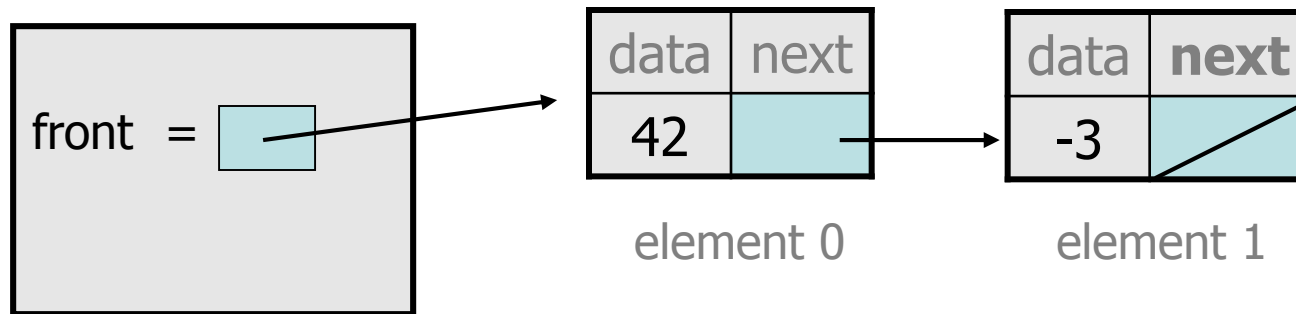 front =
data next
42
element 0
data next
-3
element 1